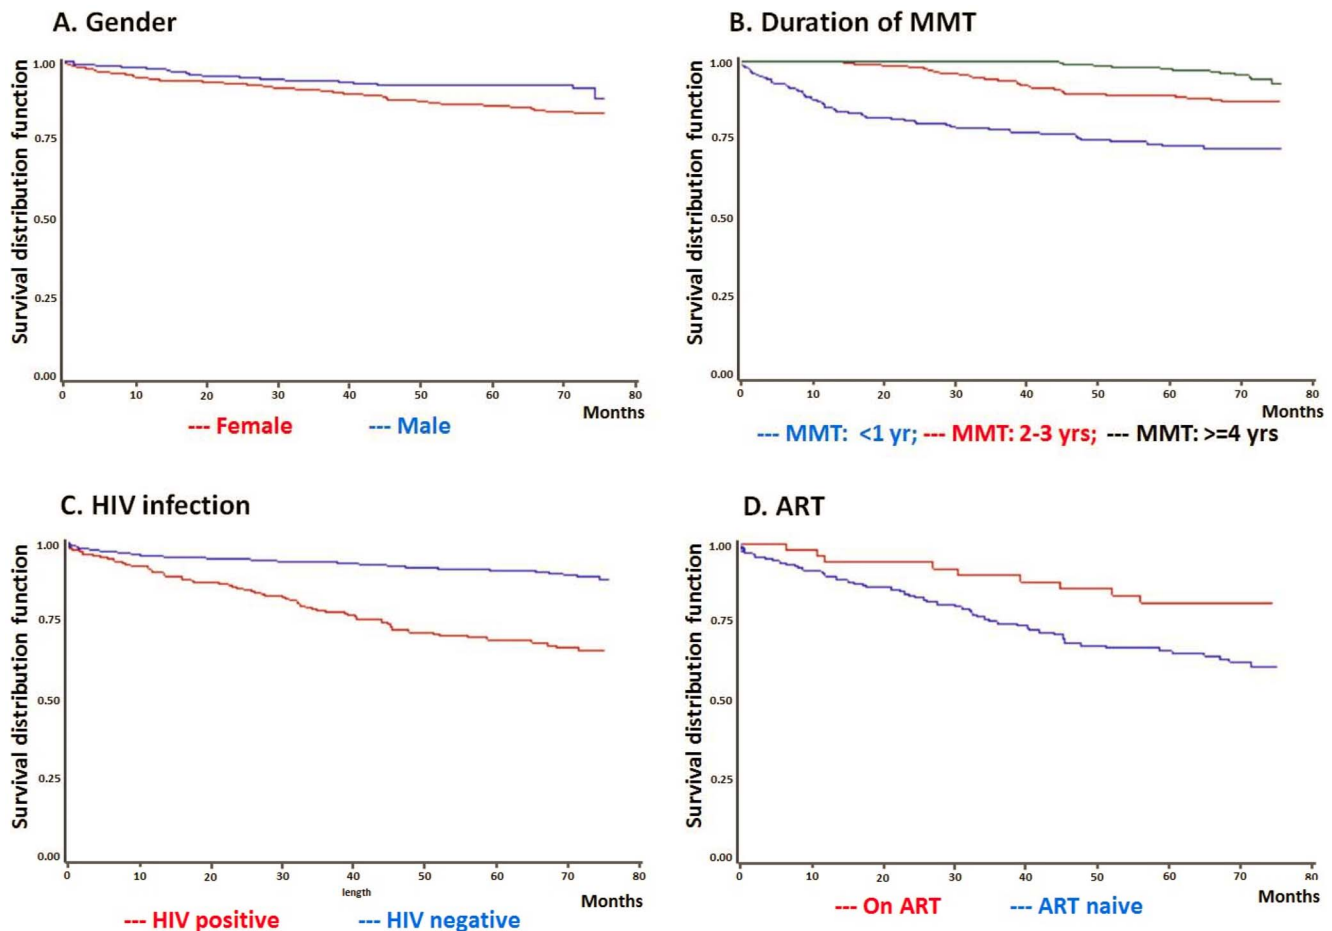 A. Gender
Survival distribution function
1.00
0.75
0.50
0.25
0.00
0 10 20 30 40 50 60 70 80
Months
--- Female --- Male
B. Duration of MMT
Survival distribution function
1.00
0.75
0.50
0.25
0.00
0 10 20 30 40 50 60 70 80
Months
--- MMT: <1 yr; --- MMT: 2-3 yrs; --- MMT: >=4 yrs
C. HIV infection
Survival distribution function
1.00
0.75
0.50
0.25
0.00
0 10 20 30 40 50 60 70 80
length
Months
--- HIV positive --- HIV negative
D. ART
Survival distribution function
1.00
0.75
0.50
0.25
0.00
0 10 20 30 40 50 60 70 80
Months
--- On ART --- ART naive